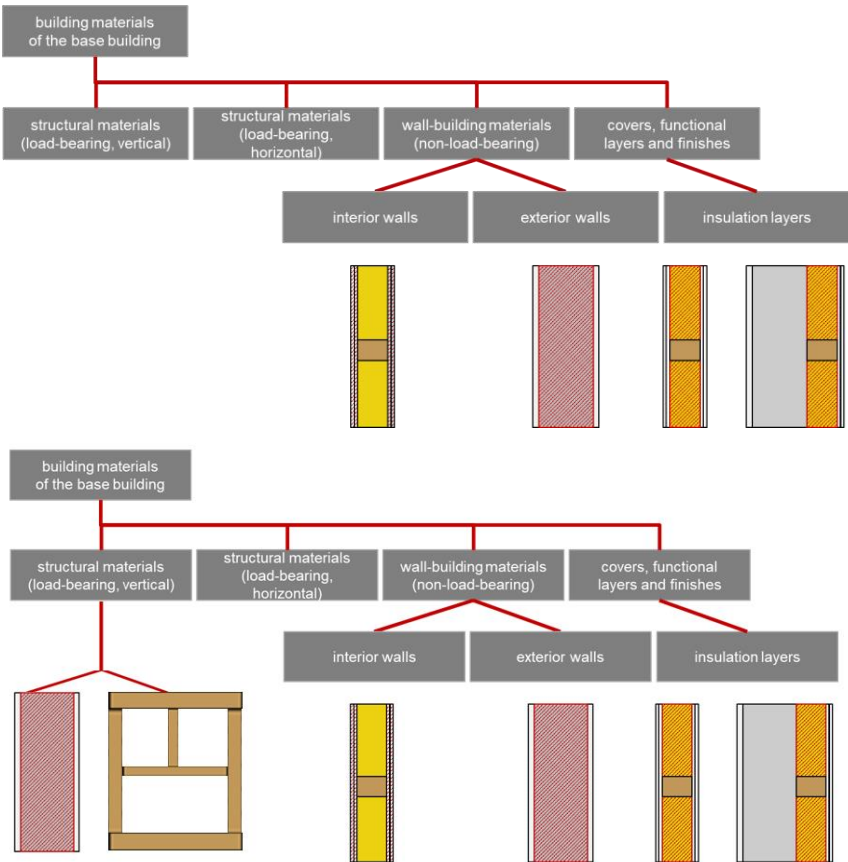 building materials
of the base building
structural materials
(load-bearing, vertical)
structural materials
(load-bearing,
horizontal)
wall-building materials
(non-load-bearing)
covers, functional
layers and finishes
interior walls
exterior walls
insulation layers
building materials
of the base building
structural materials
(load-bearing, vertical)
structural materials
(load-bearing,
horizontal)
wall-building materials
(non-load-bearing)
covers, functional
layers and finishes
interior walls
exterior walls
insulation layers